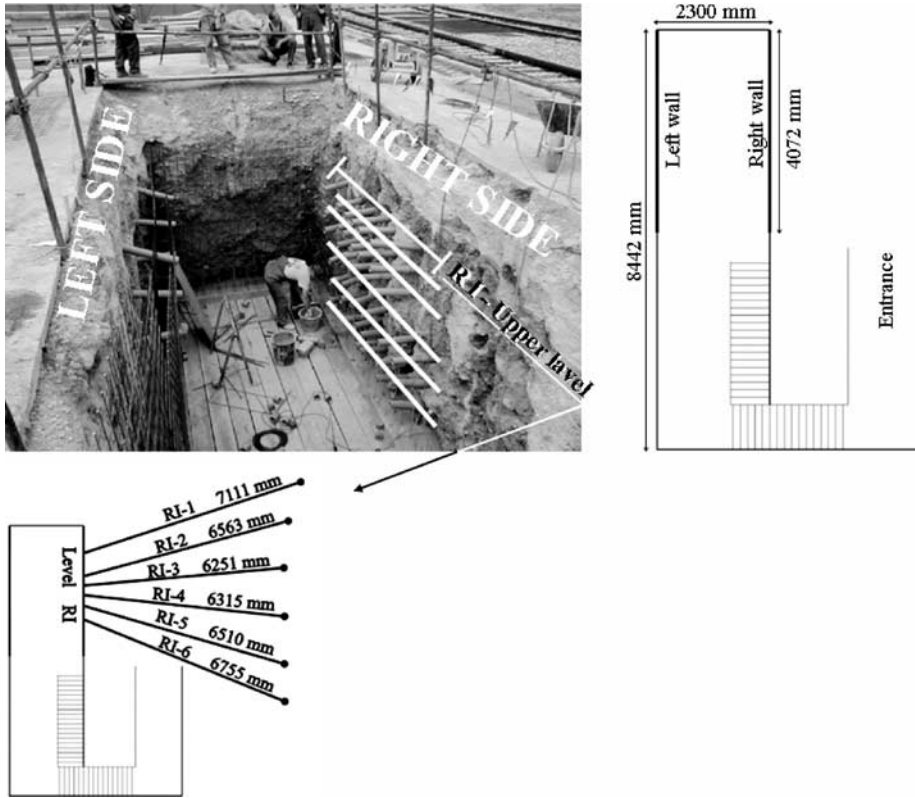 LEFT SIDE
RIGHT SIDE
R.I - Upper lavel
2300 mm
Left wall
Right wall
4072 mm
8442 mm
Entrance
RI-1 7111 mm
RI-2 6563 mm
RI-3 6251 mm
RI-4 6315 mm
RI-5 6510 mm
RI-6 6755 mm
Level RI